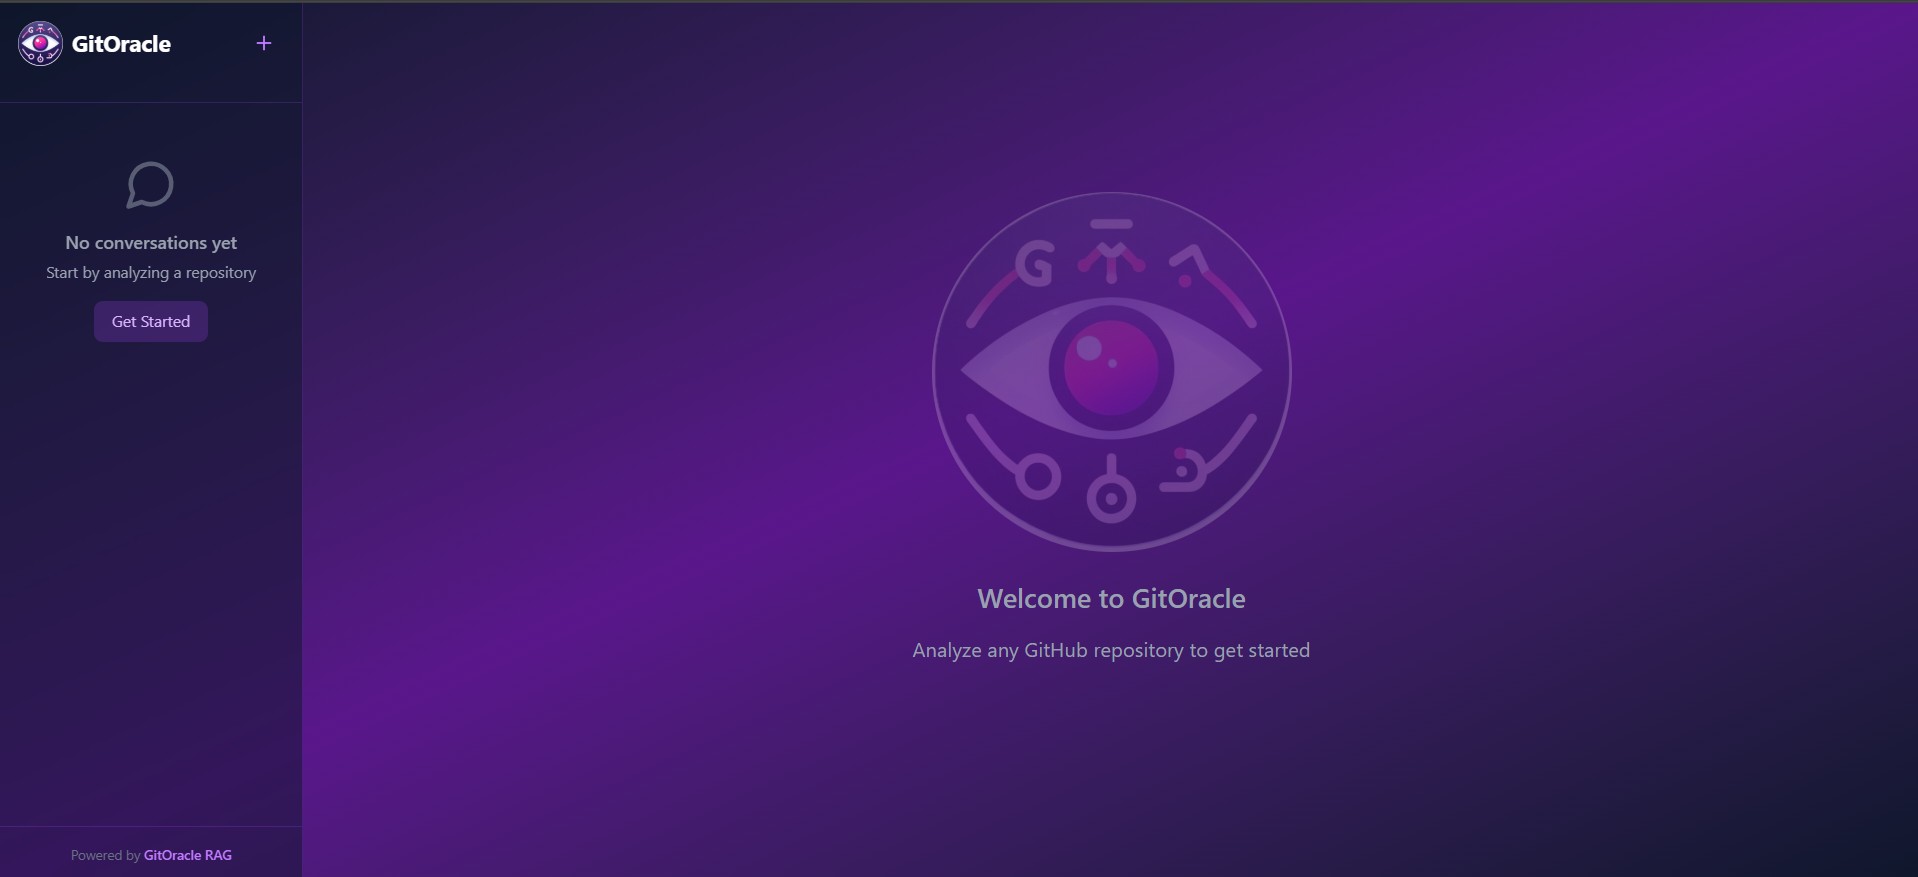 GitOracle
No conversations yet
Start by analyzing a repository
Get Started
Welcome to GitOracle
Analyze any GitHub repository to get started
Powered by GitOracle RAG